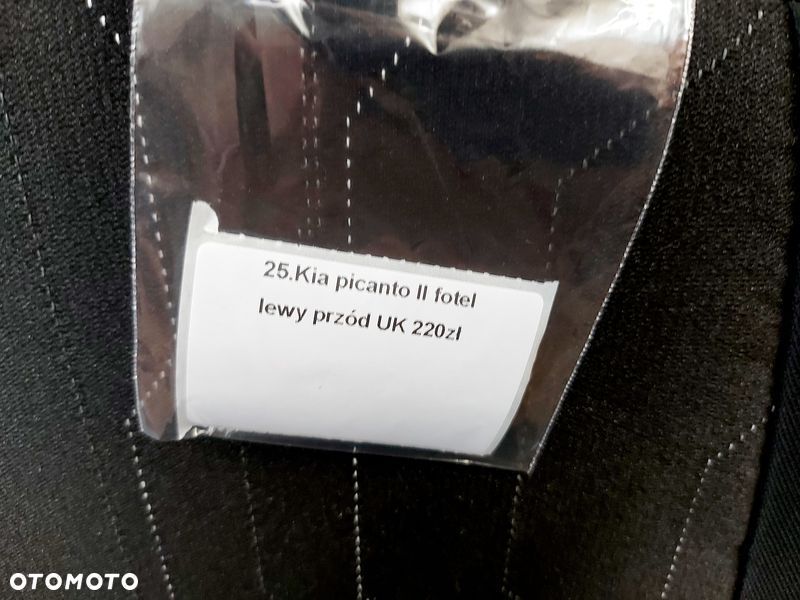 25.Kia picanto II fotel
lewy przód UK 220zl
OTOMOTO